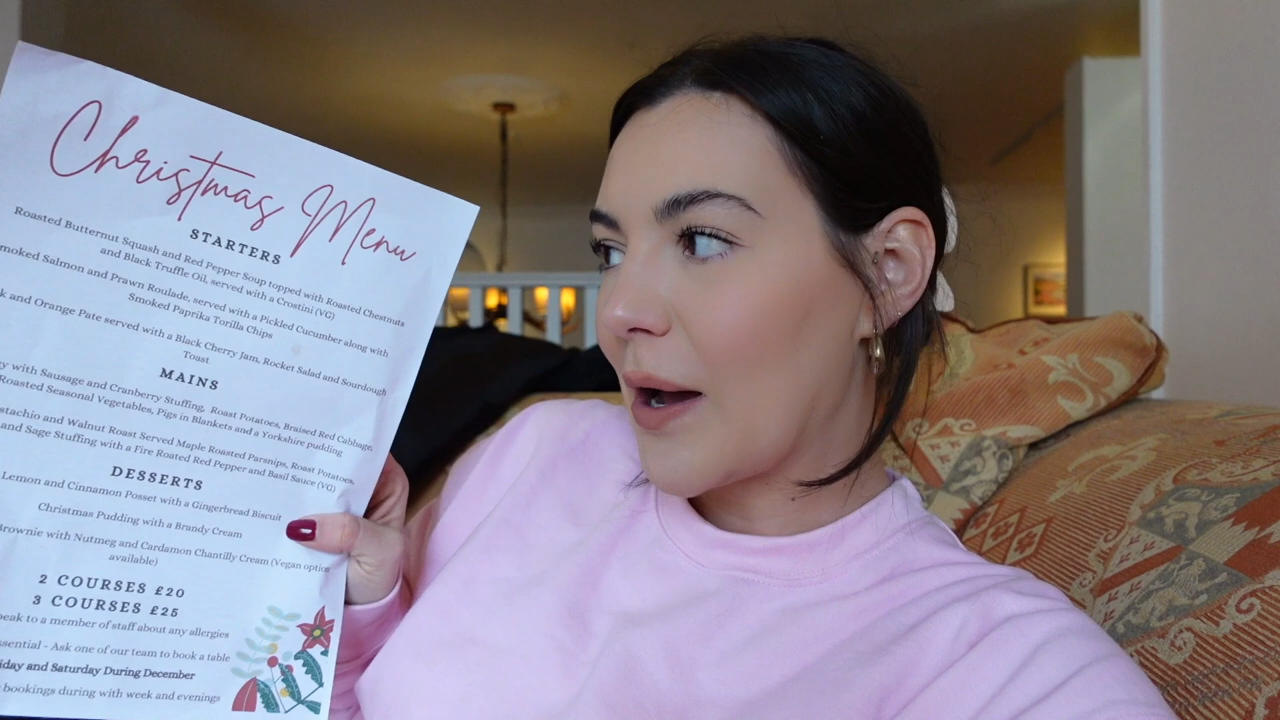 Christmas Menu
STARTERS
Roasted Butternut Squash and Red Pepper Soup topped with Roasted Chestnuts
and Black Truffle Oil, served with a Crostini (VG)
moked Salmon and Prawn Roulade, served with a Pickled Cucumber along with
Smoked Paprika Torilla Chips
k and Orange Pate served with a Black Cherry Jam, Rocket Salad and Sourdough
Toast
MAINS
y with Sausage and Cranberry Stuffing, Roast Potatoes, Braised Red Cabbage,
Roasted Seasonal Vegetables, Pigs in Blankets and a Yorkshire pudding
stachio and Walnut Roast Served Maple Roasted Parsnips, Roast Potatoes,
and Sage Stuffing with a Fire Roated Red Pepper and Basil Sauce (VG)
DESSERTS
Lemon and Cinnamon Posset with a Gingerbread Biscuit
Christmas Pudding with a Brandy Cream
Brownie with Nutmeg and Cardamon Chantilly Cream (Vegan option
available)
2 COURSES £20
3 COURSES £25
peak to a member of staff about any allergies
ssential - Ask one of our team to book a table
iday and Saturday During December
bookings during with week and evenings